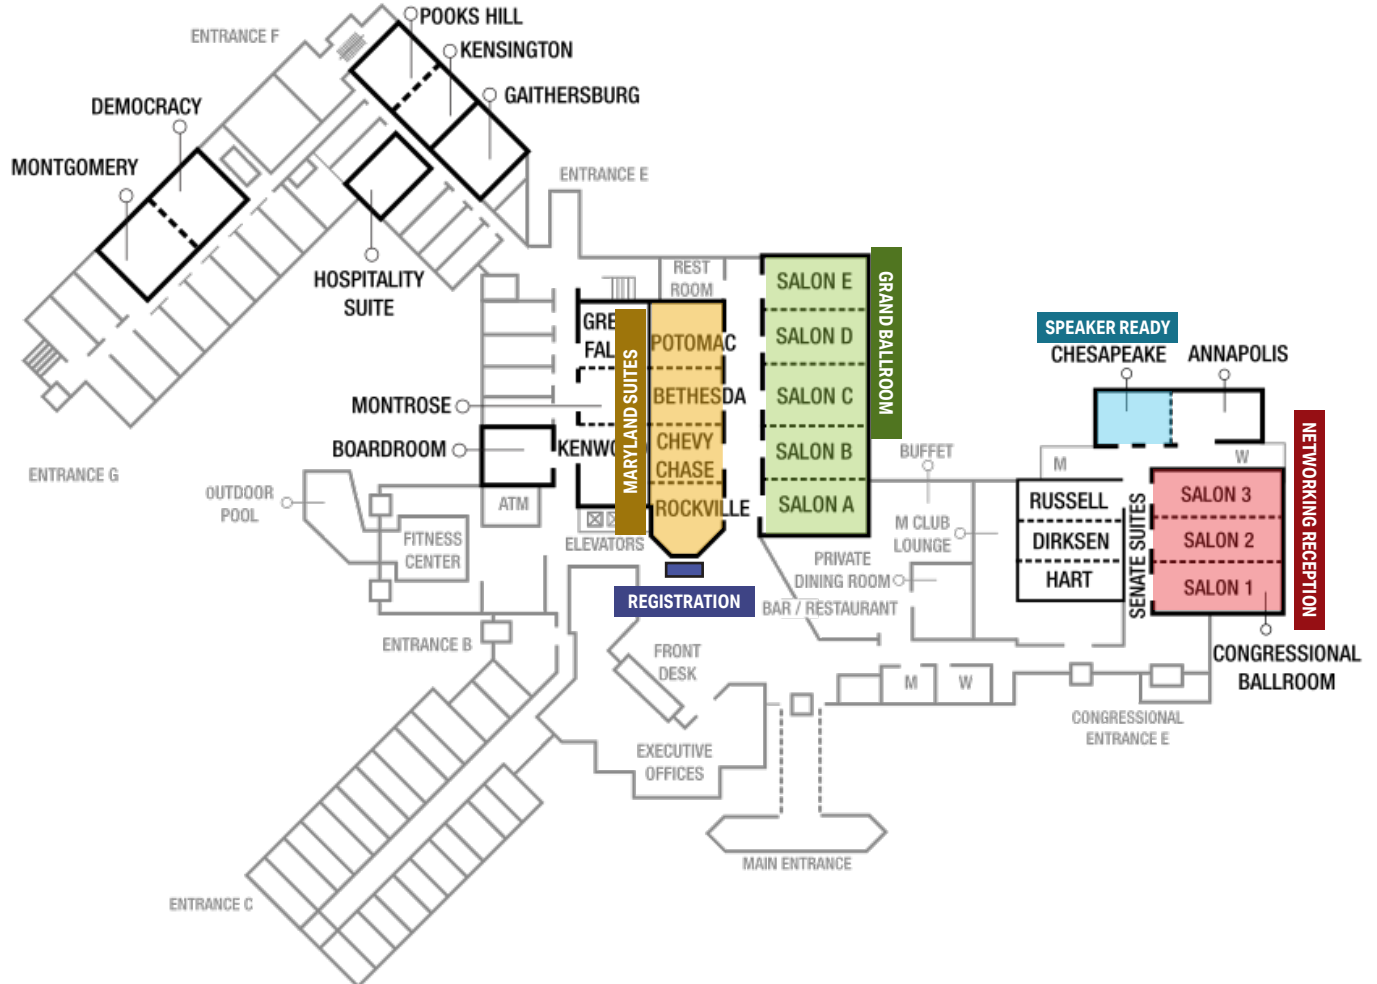 POOKS HILL
ENTRANCE F
KENSINGTON
GAITHERSBURG
DEMOCRACY
MONTGOMERY
ENTRANCE E
HOSPITALITY
SUITE
REST
ROOM
SALON E
SALON D
SALON C
SALON B
SALON A
GRAND BALLROOM
GRE
FAL
POTOMAC
BETHESDA
CHEVY
CHASE
ROCKVILLE
MARYLAND SUITES
MONTROSE
BOARDROOM
KENWO
SPEAKER READY
CHESAPEAKE
ANNAPOLIS
NETWORKING RECEPTION
ENTRANCE G
OUTDOOR
POOL
ATM
FITNESS
CENTER
ELEVATORS
REGISTRATION
BUFFET
M CLUB
LOUNGE
PRIVATE
DINING ROOM
BAR / RESTAURANT
M
W
RUSSELL
DIRKSEN
HART
SENATE SUITES
SALON 3
SALON 2
SALON 1
CONGRESSIONAL
BALLROOM
ENTRANCE B
FRONT
DESK
M
W
CONGRESSIONAL
ENTRANCE E
EXECUTIVE
OFFICES
MAIN ENTRANCE
ENTRANCE C